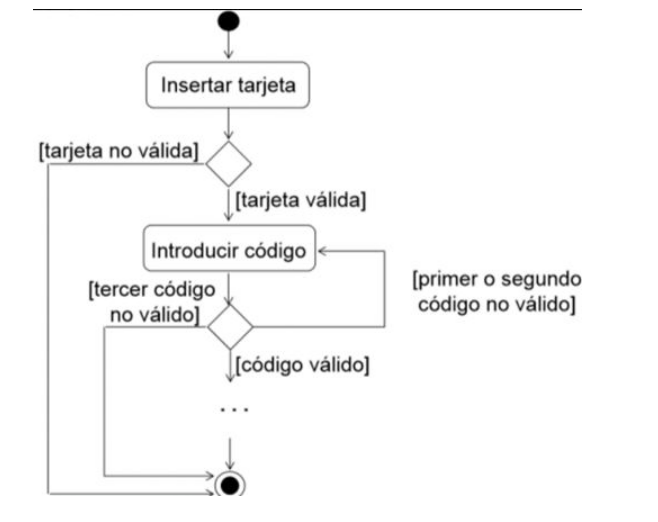 Insertar tarjeta
[tarjeta no válida]
[tarjeta válida]
Introducir código
[primer o segundo
código no válido]
[tercer código
no válido]
[código válido]
...